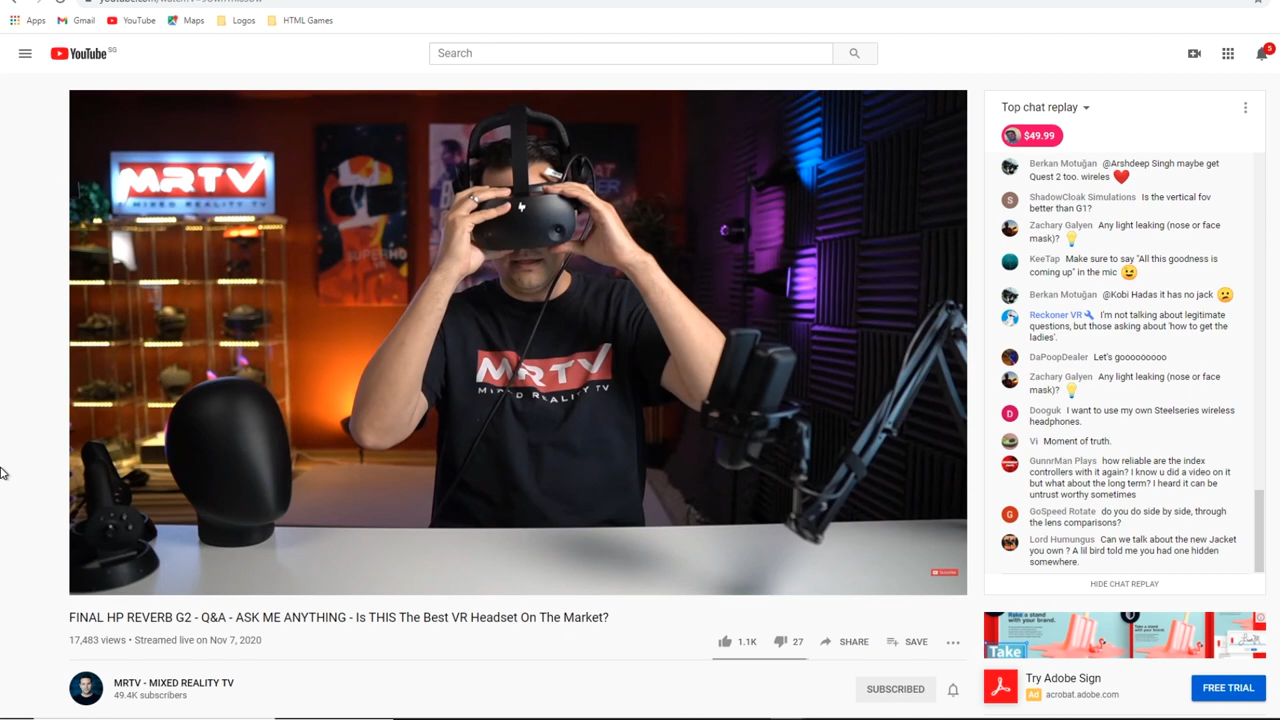 Apps Gmail YouTube Maps Logos HTML Games
YouTube SG
Search
5
MRTV
MIXED REALITY TV
SUPERHO
MRTV
MIXED REALITY TV
Subscribe
Top chat replay
$49.99
Berkan Motuğan @Arshdeep Singh maybe get
Quest 2 too. wireles ❤️
S
ShadowCloak Simulations Is the vertical fov
better than G1?
Zachary Galyen Any light leaking (nose or face
mask)? 💡
KeeTap Make sure to say "All this goodness is
coming up" in the mic 😉
Berkan Motuğan @Kobi Hadas it has no jack 🙁
Reckoner VR I'm not talking about legitimate
questions, but those asking about 'how to get the
ladies'.
DaPoopDealer Let's gooooooooo
Zachary Galyen Any light leaking (nose or face
mask)? 💡
D
Dooguk I want to use my own Steelseries wireless
headphones.
Vi Moment of truth.
GunnrMan Plays how reliable are the index
controllers with it again? I know u did a video on it
but what about the long term? I heard it can be
untrust worthy sometimes
G
GoSpeed Rotate do you do side by side, through
the lens comparisons?
Lord Humungus Can we talk about the new Jacket
you own ? A lil bird told me you had one hidden
somewhere.
HIDE CHAT REPLAY
FINAL HP REVERB G2 - Q&A - ASK ME ANYTHING - Is THIS The Best VR Headset On The Market?
17,483 views • Streamed live on Nov 7, 2020
1.1K 27 SHARE SAVE
MRTV - MIXED REALITY TV
49.4K subscribers
SUBSCRIBED
Make a stand
with your brand.
Take
Try Adobe Sign
Ad acrobat.adobe.com
FREE TRIAL